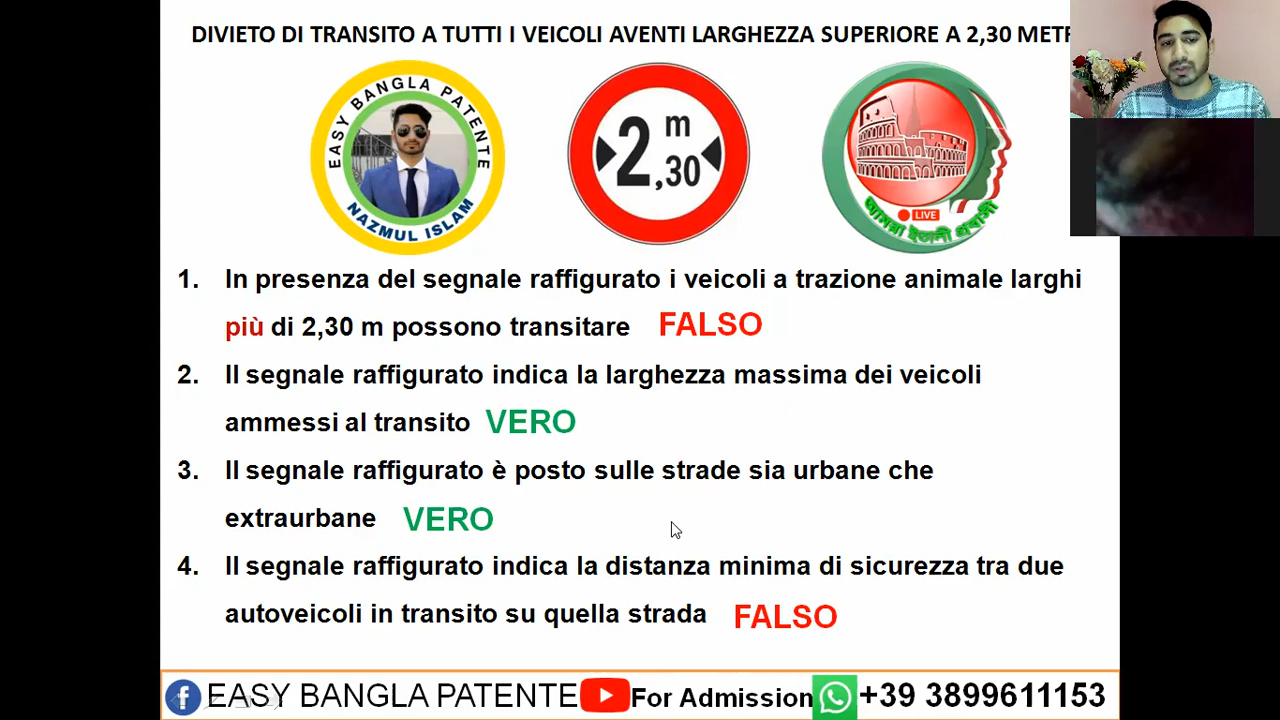 DIVIETO DI TRANSITO A TUTTI I VEICOLI AVENTI LARGHEZZA SUPERIORE A 2,30 METR
EASY BANGLA PATENTE
NAZMUL ISLAM
2 m ,30
LIVE
আমরা ইতালী প্রবাসী
1. In presenza del segnale raffigurato i veicoli a trazione animale larghi
più di 2,30 m possono transitare FALSO
2. Il segnale raffigurato indica la larghezza massima dei veicoli
ammessi al transito VERO
3. Il segnale raffigurato è posto sulle strade sia urbane che
extraurbane VERO
4. Il segnale raffigurato indica la distanza minima di sicurezza tra due
autoveicoli in transito su quella strada FALSO
EASY BANGLA PATENTE For Admission +39 3899611153